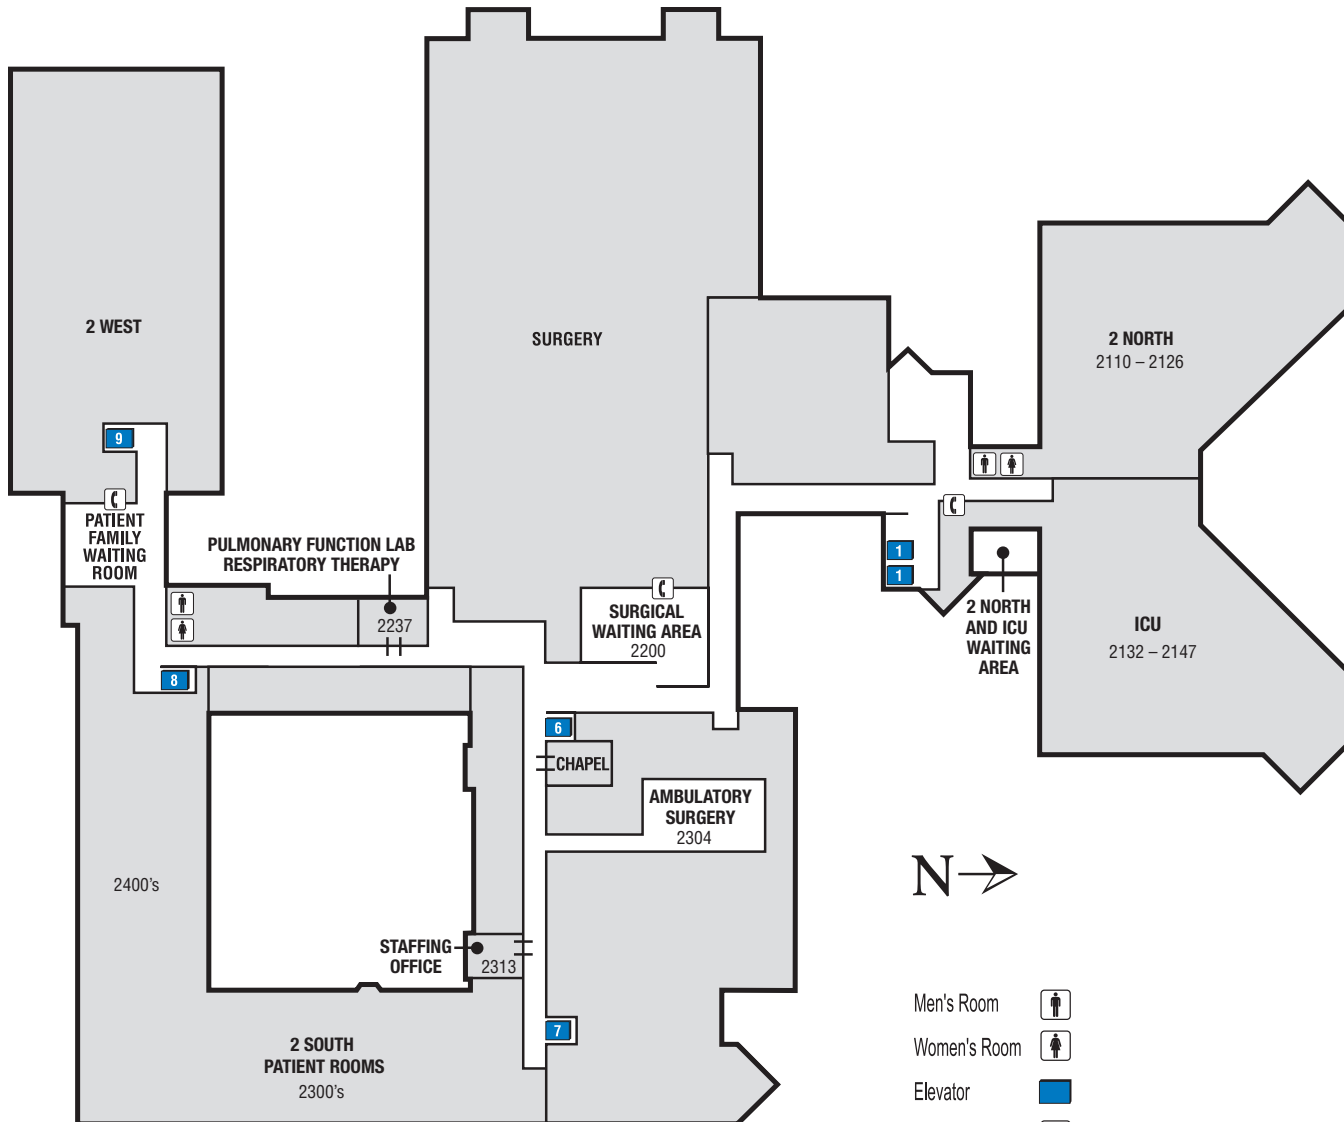 2 WEST
SURGERY
2 NORTH
2110 – 2126
9
PATIENT
FAMILY
WAITING
ROOM
PULMONARY FUNCTION LAB
RESPIRATORY THERAPY
2237
SURGICAL
WAITING AREA
2200
1
1
2 NORTH
AND ICU
WAITING
AREA
ICU
2132 – 2147
8
6
CHAPEL
AMBULATORY
SURGERY
2304
2400's
STAFFING
OFFICE
2313
7
2 SOUTH
PATIENT ROOMS
2300's
N
Men's Room
Women's Room
Elevator